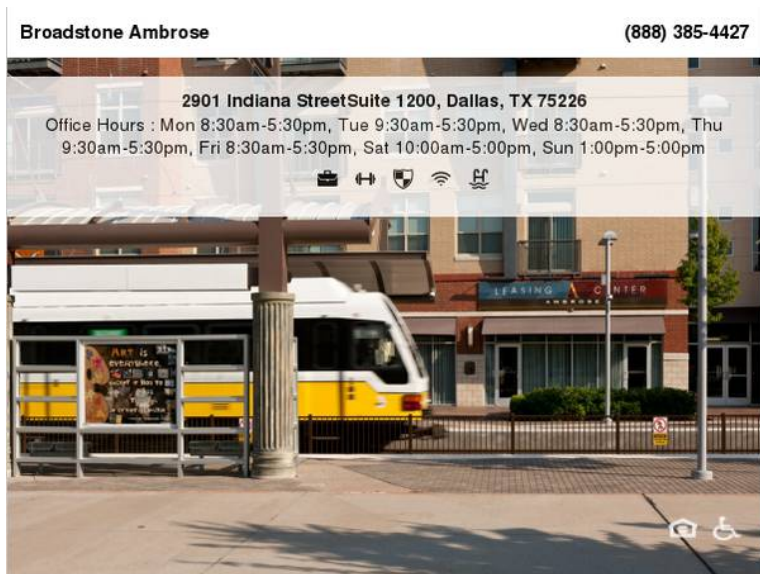 Broadstone Ambrose
(888) 385-4427
2901 Indiana StreetSuite 1200, Dallas, TX 75226
Office Hours : Mon 8:30am-5:30pm, Tue 9:30am-5:30pm, Wed 8:30am-5:30pm, Thu
9:30am-5:30pm, Fri 8:30am-5:30pm, Sat 10:00am-5:00pm, Sun 1:00pm-5:00pm
LEASING CENTER
AMBROSE
ART is
everywhere